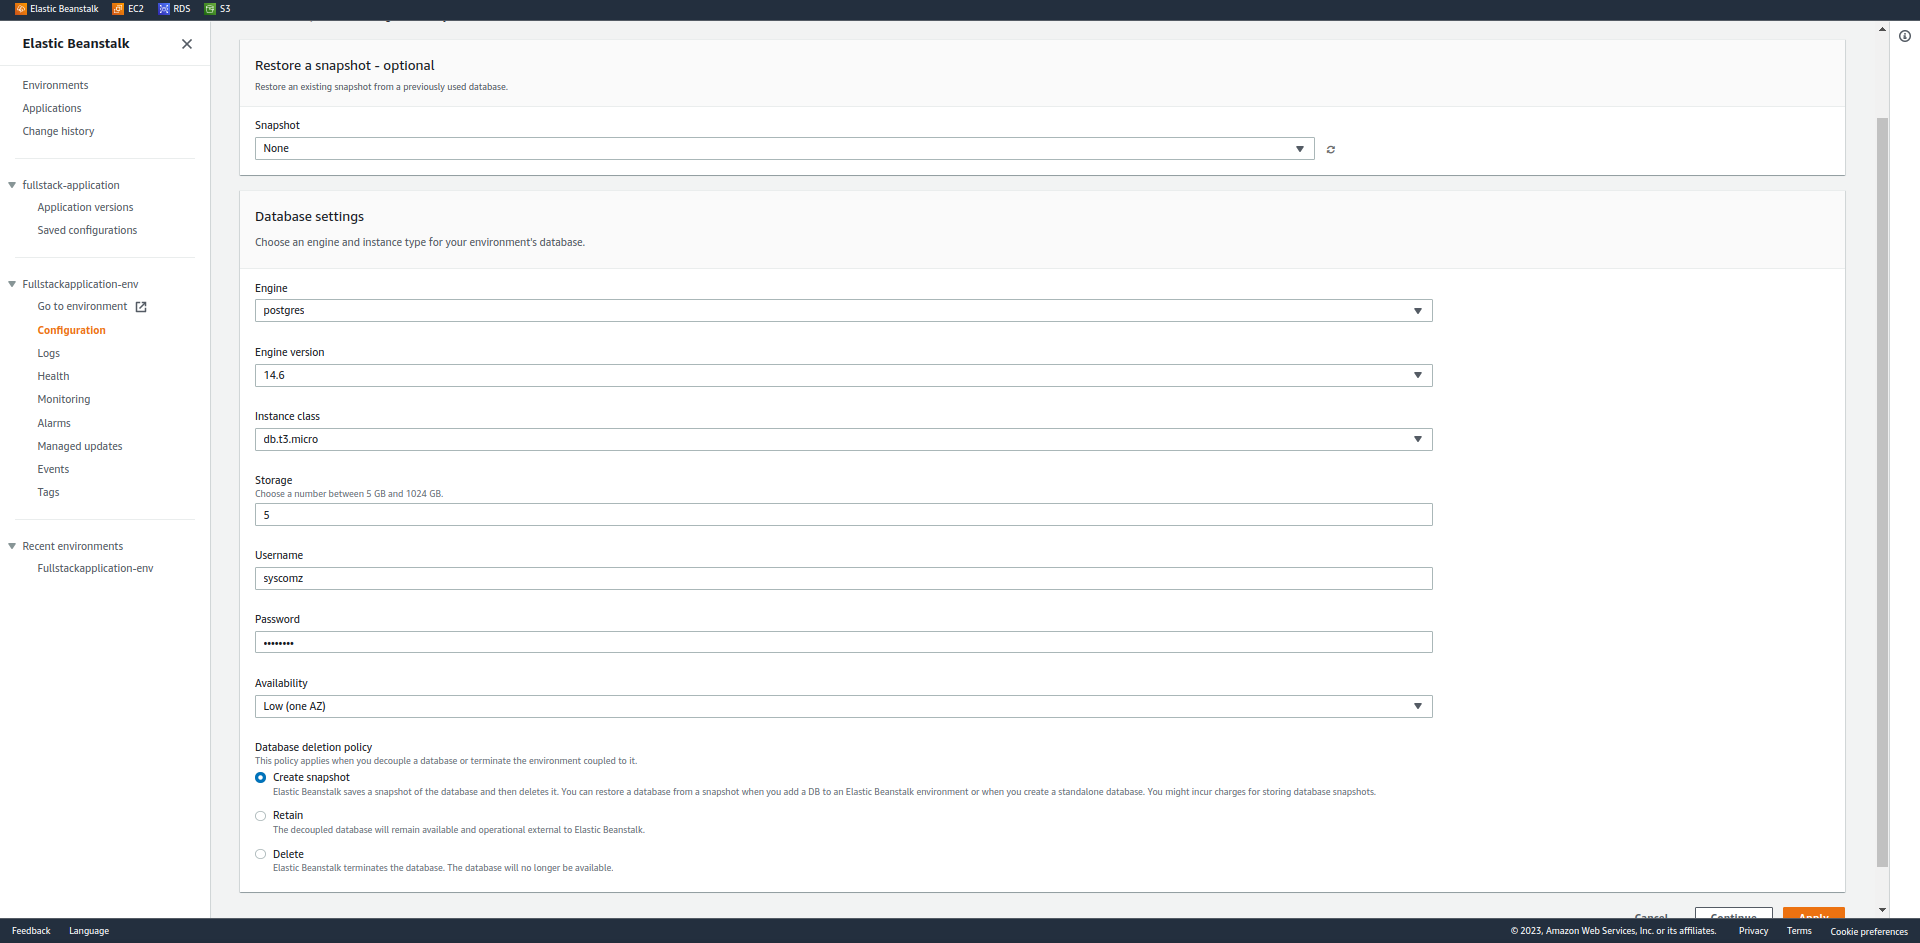 Elastic Beanstalk EC2 RDS S3
Elastic Beanstalk
Environments
Applications
Change history
fullstack-application
Application versions
Saved configurations
Fullstackapplication-env
Go to environment
Configuration
Logs
Health
Monitoring
Alarms
Managed updates
Events
Tags
Recent environments
Fullstackapplication-env
Restore a snapshot - optional
Restore an existing snapshot from a previously used database.
Snapshot
None
Database settings
Choose an engine and instance type for your environment's database.
Engine
postgres
Engine version
14.6
Instance class
db.t3.micro
Storage
Choose a number between 5 GB and 1024 GB.
5
Username
syscomz
Password
••••••••
Availability
Low (one AZ)
Database deletion policy
This policy applies when you decouple a database or terminate the environment coupled to it.
Create snapshot
Elastic Beanstalk saves a snapshot of the database and then deletes it. You can restore a database from a snapshot when you add a DB to an Elastic Beanstalk environment or when you create a standalone database. You might incur charges for storing database snapshots.
Retain
The decoupled database will remain available and operational external to Elastic Beanstalk.
Delete
Elastic Beanstalk terminates the database. The database will no longer be available.
Cancel Continue Apply
Feedback Language © 2023, Amazon Web Services, Inc. or its affiliates. Privacy Terms Cookie preferences